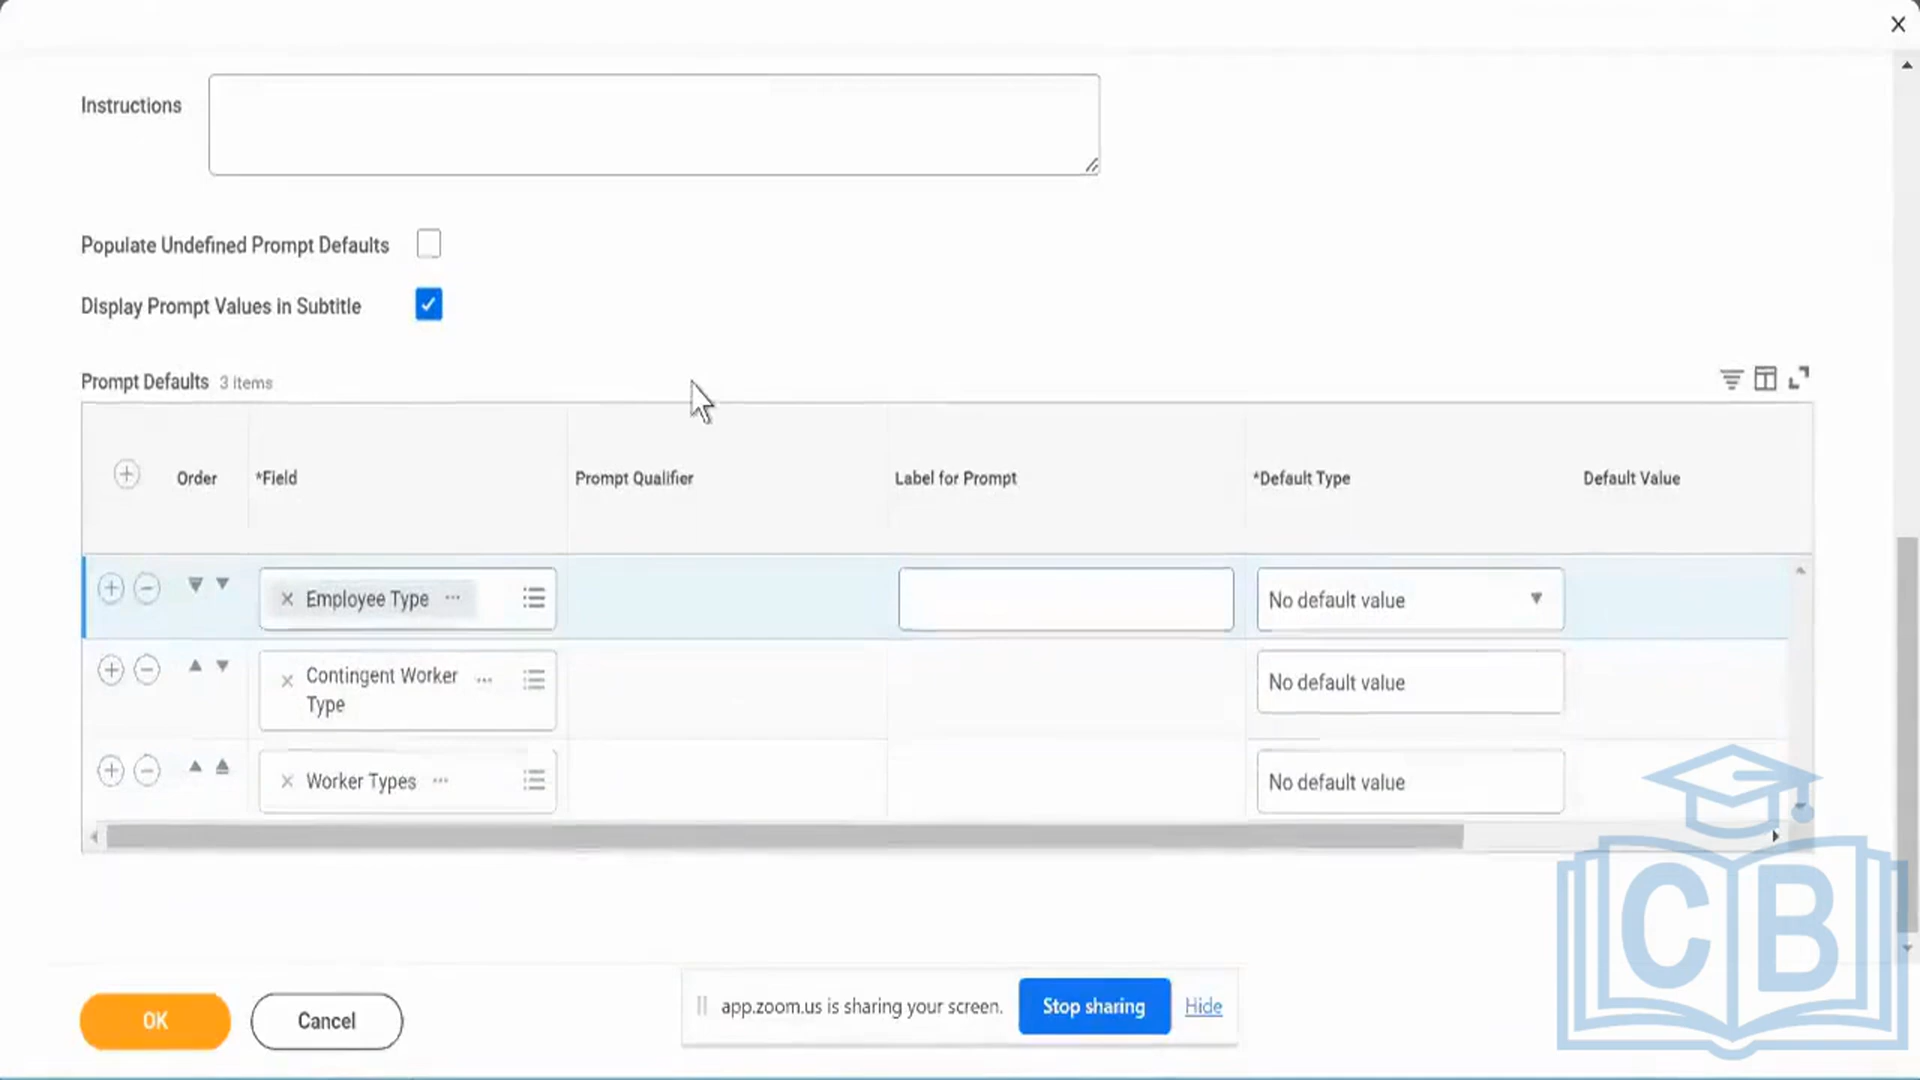 Instructions
Populate Undefined Prompt Defaults
Display Prompt Values in Subtitle
Prompt Defaults 3 items
Order *Field Prompt Qualifier Label for Prompt *Default Type Default Value
Employee Type No default value
Contingent Worker
Type No default value
Worker Types No default value
OK Cancel
app.zoom.us is sharing your screen. Stop sharing Hide
CB